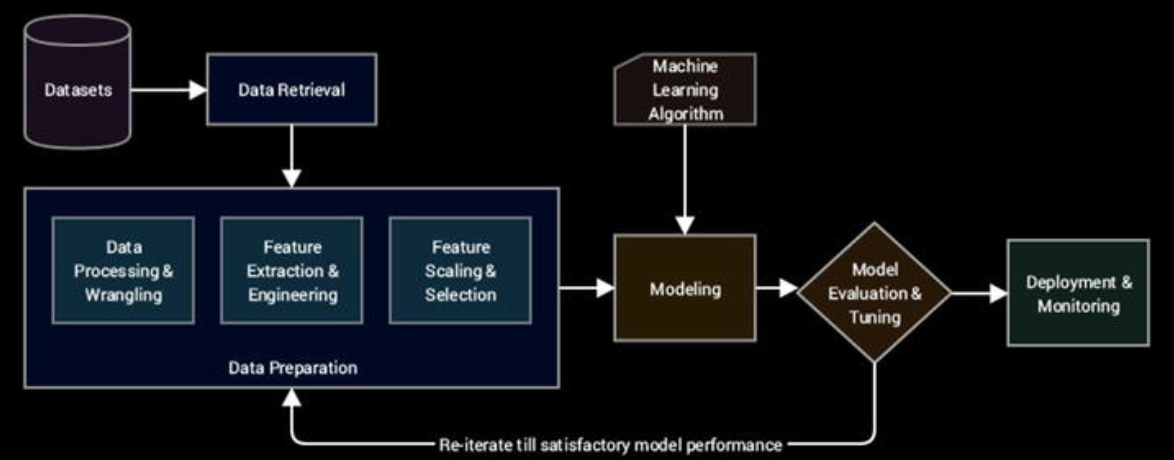 Datasets
Data Retrieval
Machine
Learning
Algorithm
Data
Processing &
Wrangling
Feature
Extraction &
Engineering
Feature
Scaling &
Selection
Data Preparation
Modeling
Model
Evaluation &
Tuning
Deployment &
Monitoring
Re-iterate till satisfactory model performance